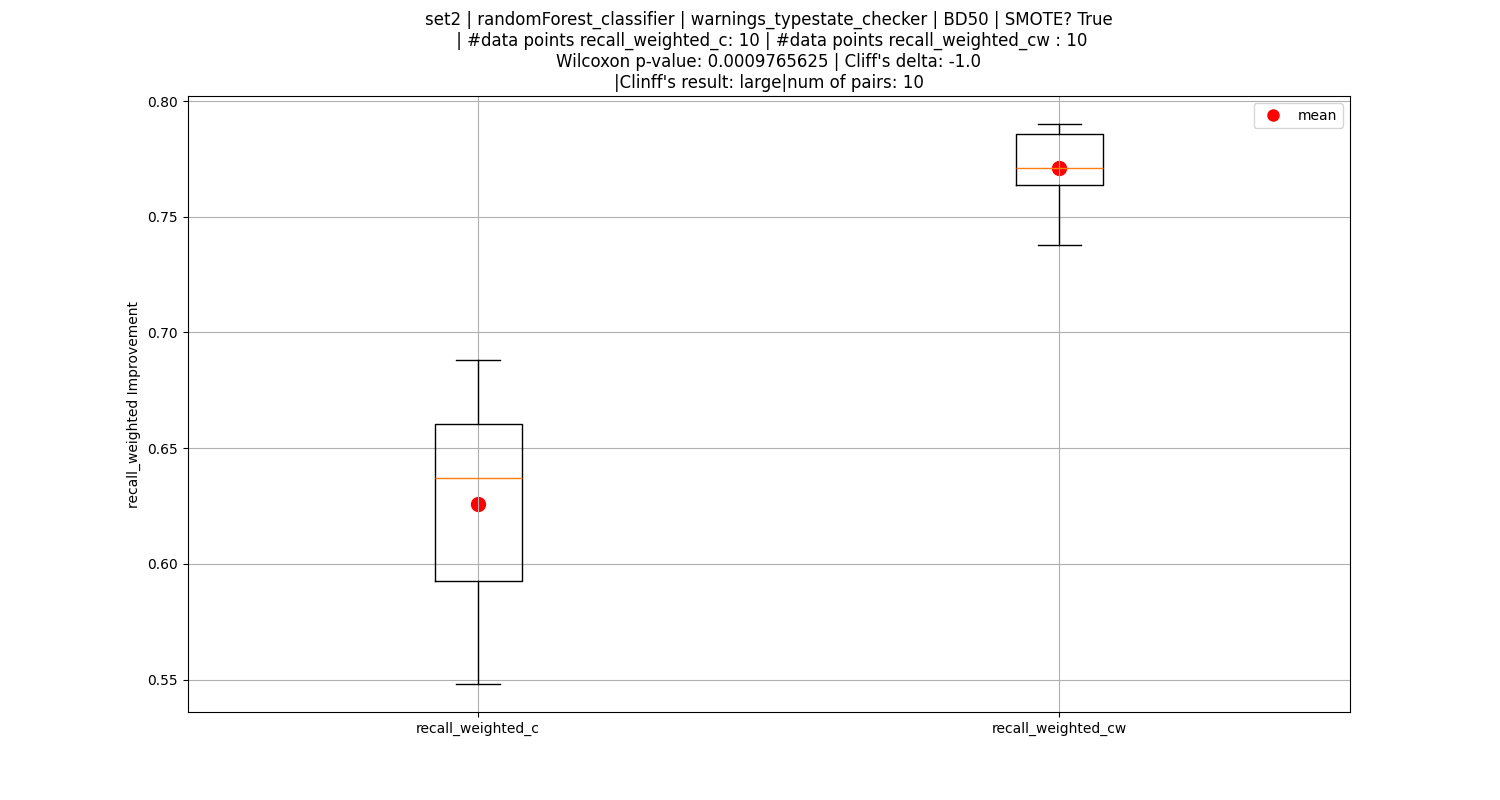 set2 | randomForest_classifier | warnings_typestate_checker | BD50 | SMOTE? True
| #data points recall_weighted_c: 10 | #data points recall_weighted_cw : 10
Wilcoxon p-value: 0.0009765625 | Cliff's delta: -1.0
|Clinff's result: large|num of pairs: 10
mean
0.80
0.75
0.70
0.65
0.60
0.55
recall_weighted Improvement
recall_weighted_c
recall_weighted_cw